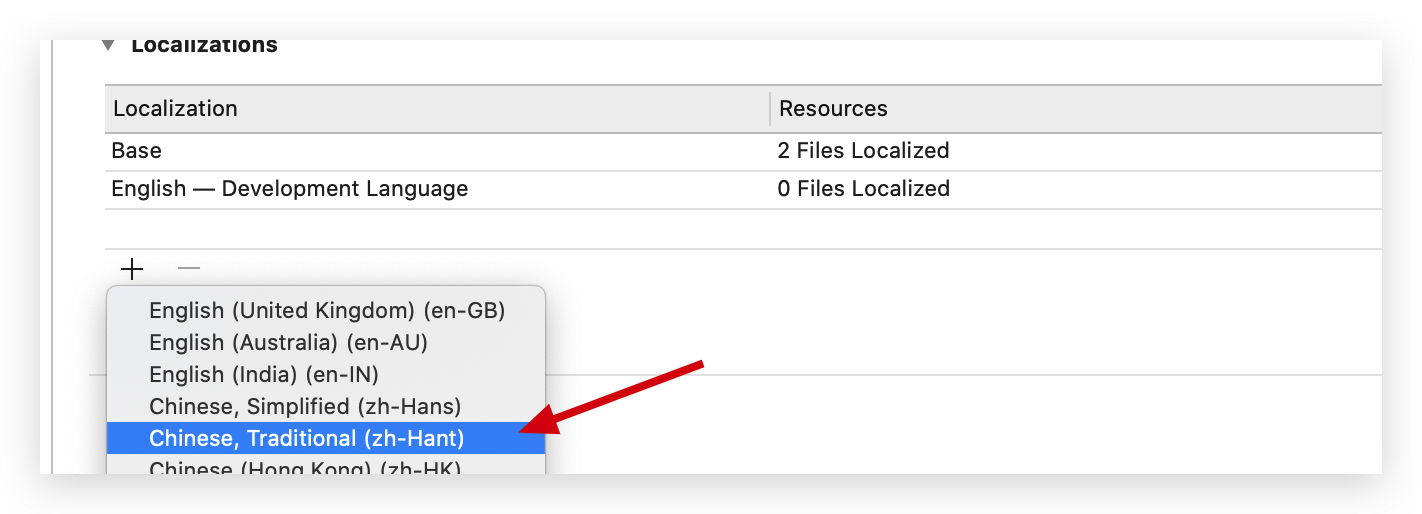 Localizations
Localization Resources
Base 2 Files Localized
English — Development Language 0 Files Localized
English (United Kingdom) (en-GB)
English (Australia) (en-AU)
English (India) (en-IN)
Chinese, Simplified (zh-Hans)
Chinese, Traditional (zh-Hant)
Chinese (Hong Kong) (zh-HK)